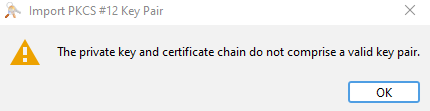 Import PKCS #12 Key Pair
The private key and certificate chain do not comprise a valid key pair.
OK